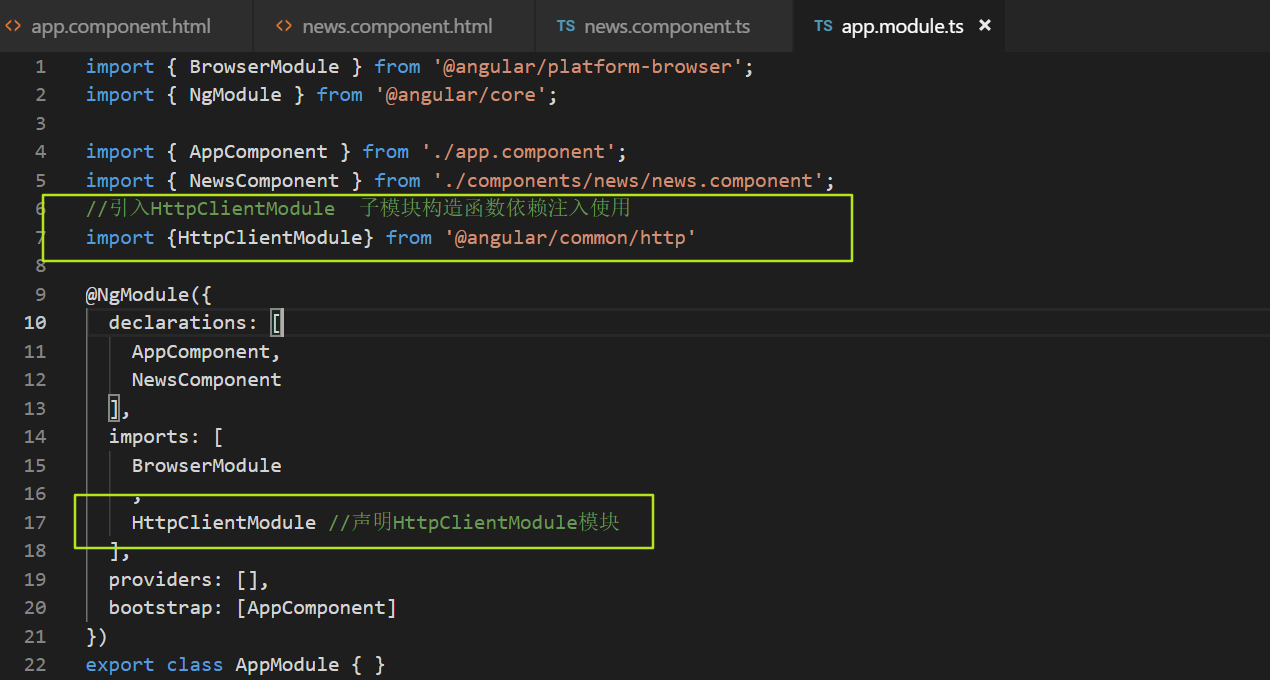 <> app.component.html <> news.component.html TS news.component.ts TS app.module.ts ×
1 import { BrowserModule } from '@angular/platform-browser';
2 import { NgModule } from '@angular/core';
3
4 import { AppComponent } from './app.component';
5 import { NewsComponent } from './components/news/news.component';
6 //引入HttpClientModule 子模块构造函数依赖注入使用
7 import {HttpClientModule} from '@angular/common/http'
8
9 @NgModule({
10 declarations: [
11 AppComponent,
12 NewsComponent
13 ],
14 imports: [
15 BrowserModule
16 ,
17 HttpClientModule //声明HttpClientModule模块
18 ],
19 providers: [],
20 bootstrap: [AppComponent]
21 })
22 export class AppModule { }